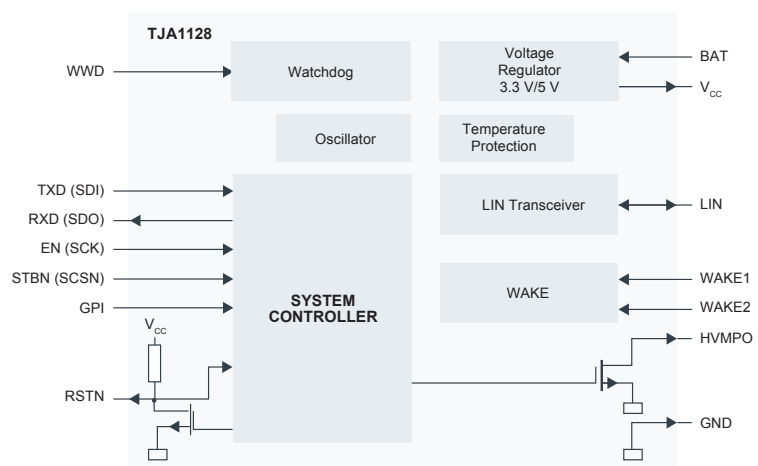 TJA1128
WWD
Watchdog
Voltage
Regulator
3.3 V/5 V
BAT
VCC
Oscillator
Temperature
Protection
TXD (SDI)
RXD (SDO)
EN (SCK)
STBN (SCSN)
GPI
VCC
RSTN
SYSTEM
CONTROLLER
LIN Transceiver
LIN
WAKE
WAKE1
WAKE2
HVMPO
GND